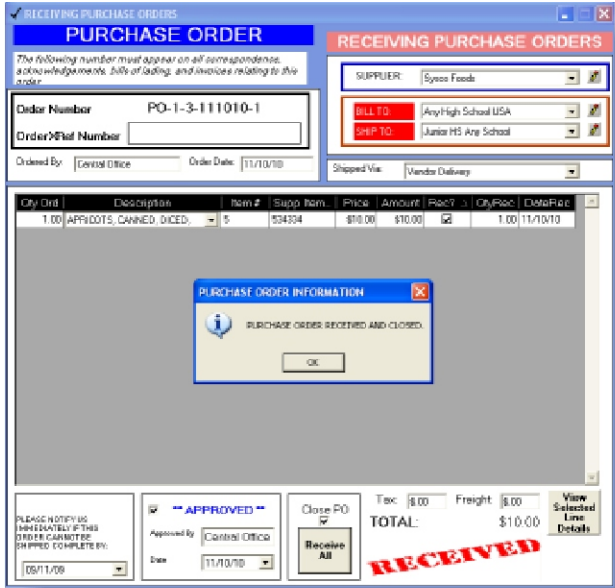 RECEIVING PURCHASE ORDERS
PURCHASE ORDER
The following number must appear on all correspondence,
acknowledgements, bills of lading, and invoices relating to this
order
RECEIVING PURCHASE ORDERS
SUPPLIER: Sysco Foods
Order Number PO-1-3-111010-1
BILL TO: Any High School USA
OrderXRef Number
SHIP TO: Junior HS Any School
Ordered By: Central Office Order Date: 11/10/10
Shipped Via: Vendor Delivery
Qty Ord Description Item # Supp Item.. Price Amount Rec? QtyRec DateRec
1.00 APRICOTS, CANNED, DICED, 5 534334 $10.00 $10.00 1.00 11/10/10
PURCHASE ORDER INFORMATION
PURCHASE ORDER RECEIVED AND CLOSED.
OK
PLEASE NOTIFY US
IMMEDIATELY IF THIS
ORDER CANNOT BE
SHIPPED COMPLETE BY:
09/11/09
** APPROVED **
Approved By Central Office
Date 11/10/10
Close PO
Receive
All
Tax: $.00 Freight: $.00
TOTAL: $10.00
RECEIVED
View
Selected
Line
Details